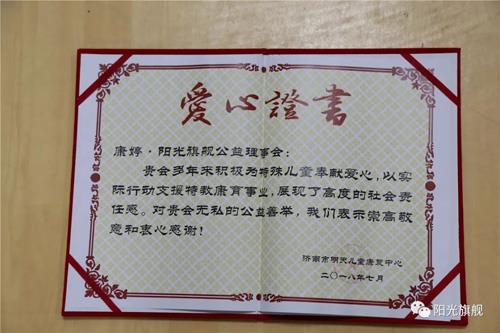 愛心證書
康婷·阳光旗舰公益理事会：
贵会多年来积极为特殊儿童奉献爱心，以实
际行动支援特教康育事业，展现了高度的社会责
任感。对贵会无私的公益善举，我们表示崇高敬
意和衷心感谢！
济南市明天儿童康复中心
二〇一八年七月
阳光旗舰